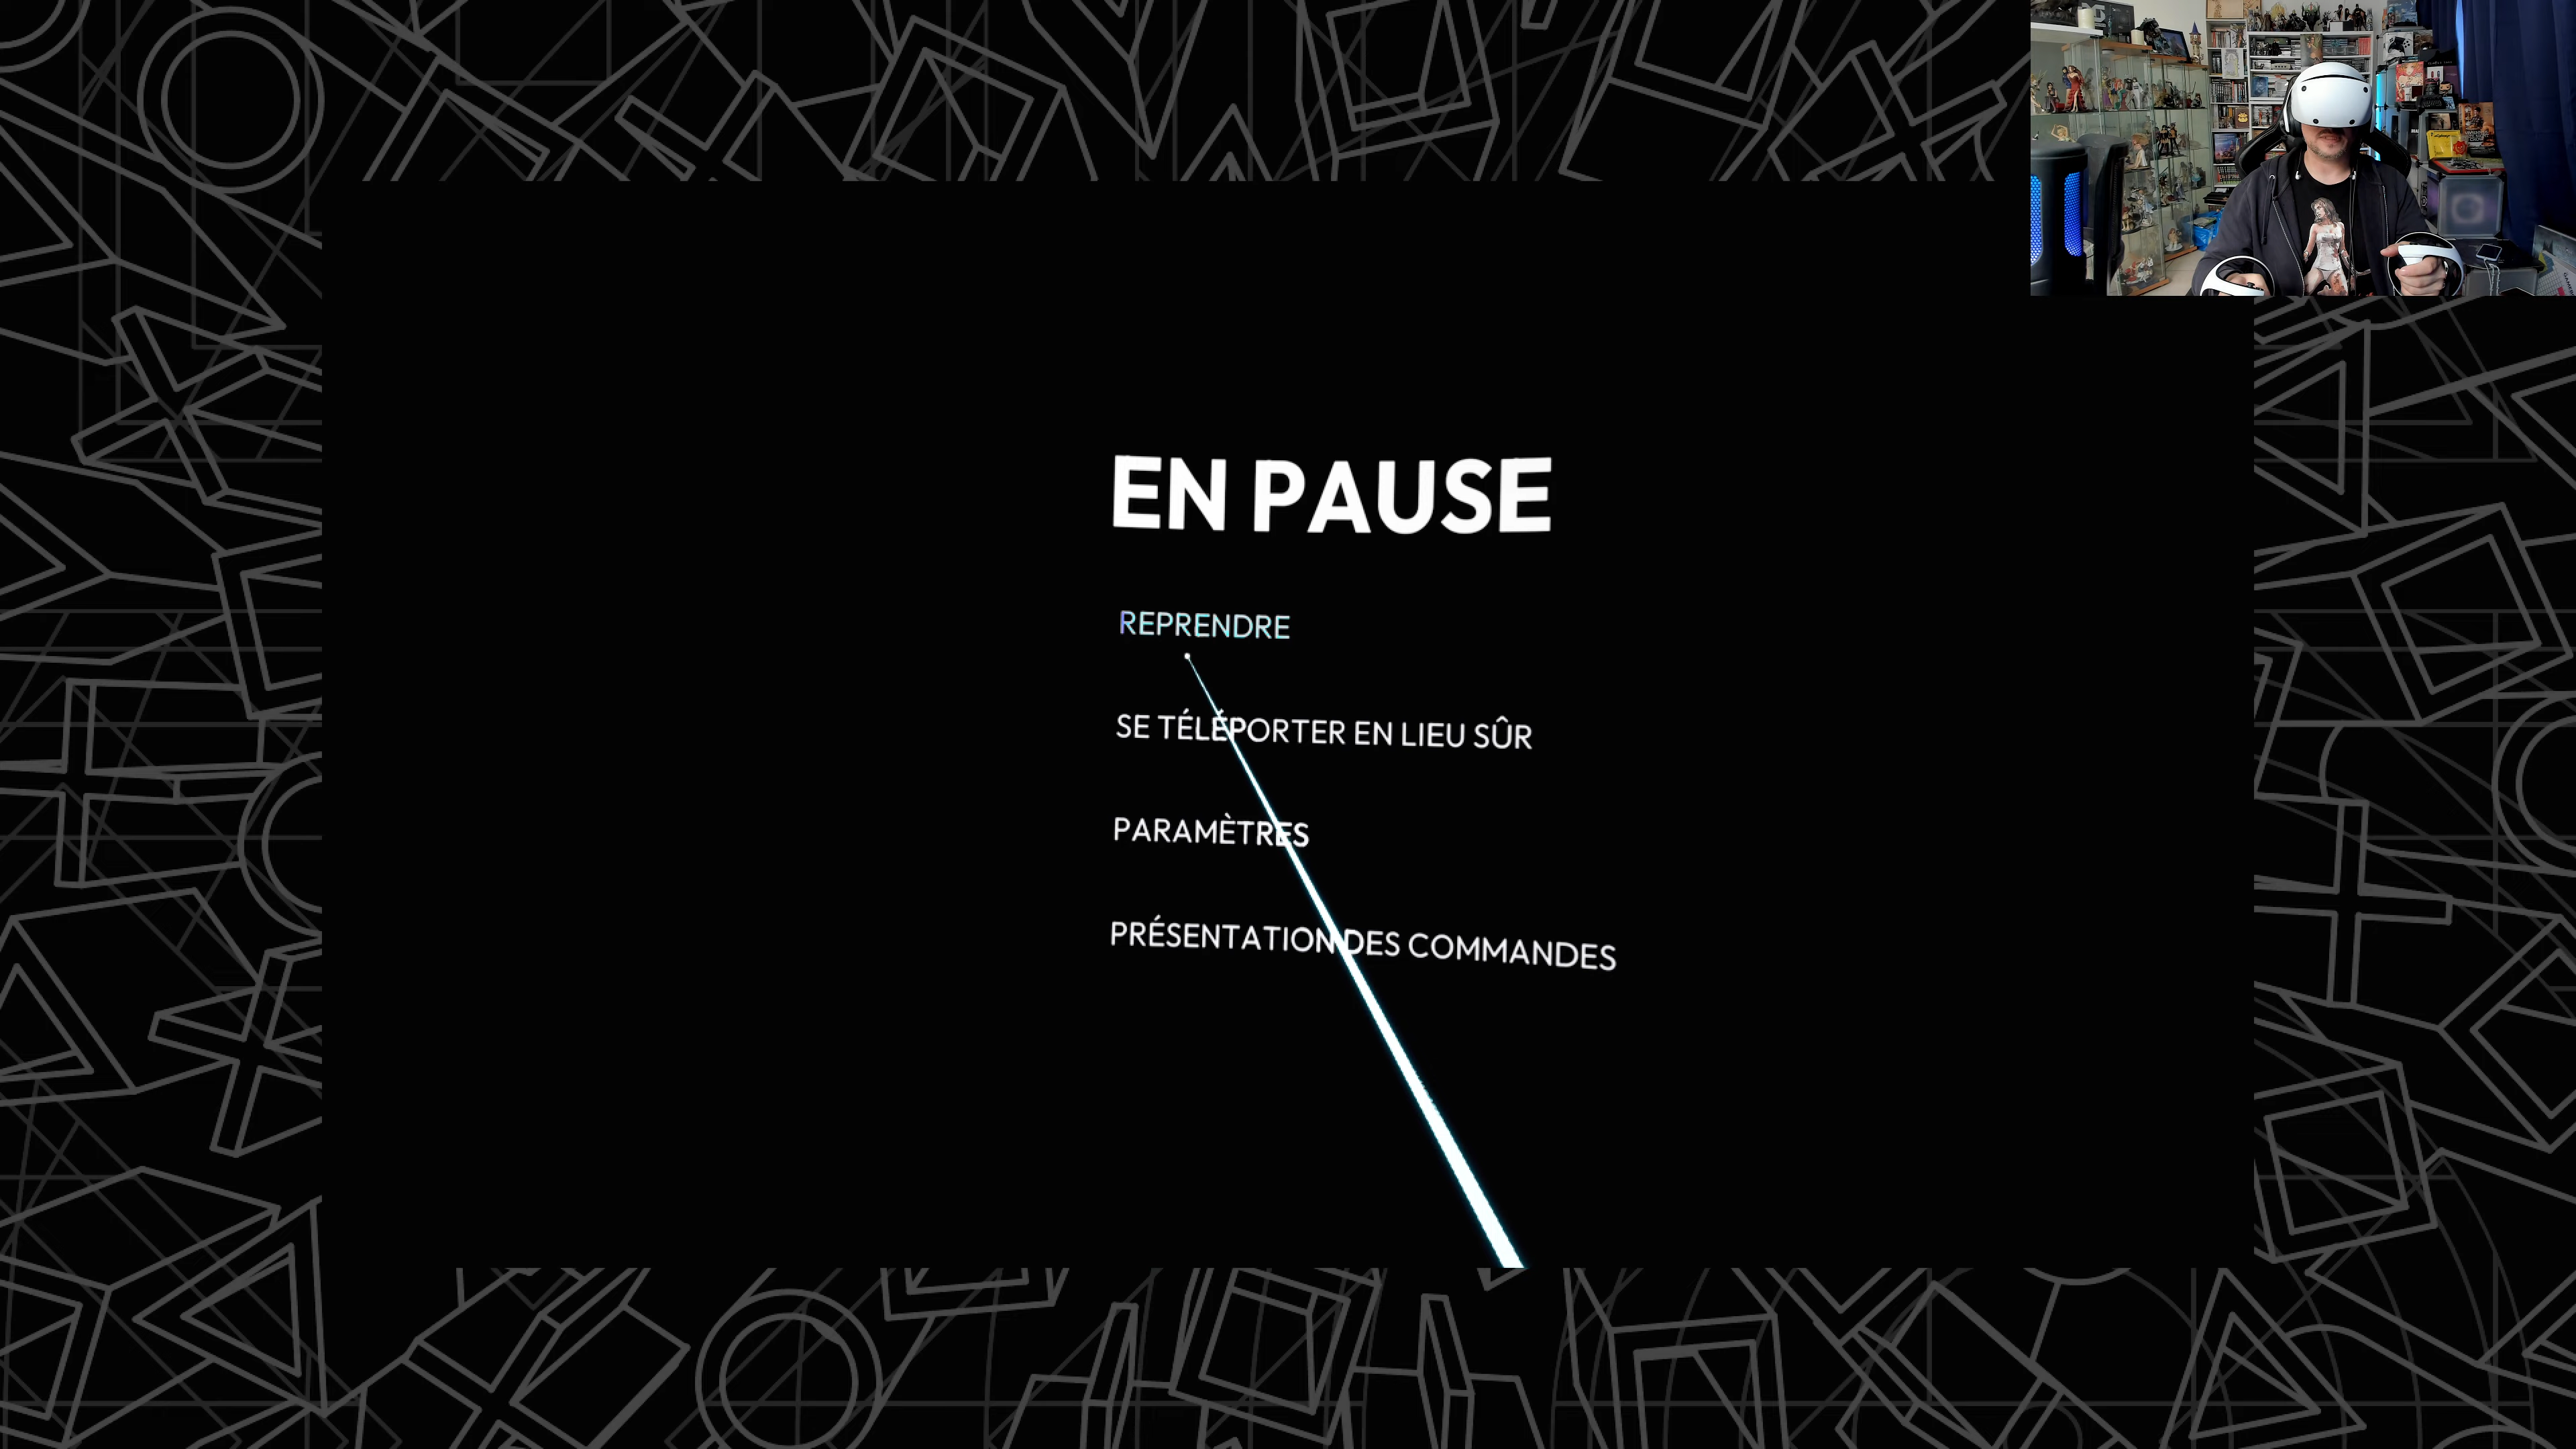 EN PAUSE
REPRENDRE
SE TÉLÉPORTER EN LIEU SÛR
PARAMÈTRES
PRÉSENTATION DES COMMANDES